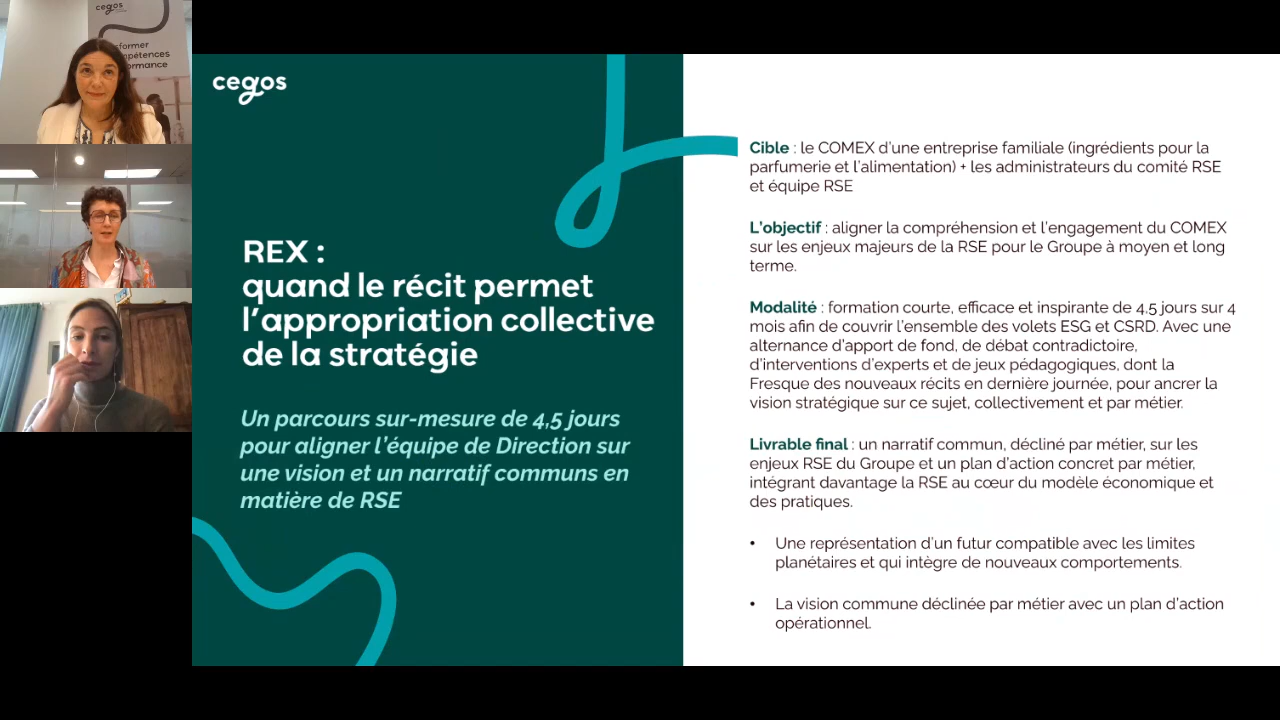 cegos
former
pétences
ormance
cegos
REX :
quand le récit permet
l'appropriation collective
de la stratégie
Un parcours sur-mesure de 4,5 jours
pour aligner l'équipe de Direction sur
une vision et un narratif communs en
matière de RSE
Cible : le COMEX d'une entreprise familiale (ingrédients pour la
parfumerie et l'alimentation) + les administrateurs du comité RSE
et équipe RSE
L'objectif : aligner la compréhension et l'engagement du COMEX
sur les enjeux majeurs de la RSE pour le Groupe à moyen et long
terme.
Modalité : formation courte, efficace et inspirante de 4,5 jours sur 4
mois afin de couvrir l'ensemble des volets ESG et CSRD. Avec une
alternance d'apport de fond, de débat contradictoire,
d'interventions d'experts et de jeux pédagogiques, dont la
Fresque des nouveaux récits en dernière journée, pour ancrer la
vision stratégique sur ce sujet, collectivement et par métier.
Livrable final : un narratif commun, décliné par métier, sur les
enjeux RSE du Groupe et un plan d'action concret par métier,
intégrant davantage la RSE au cœur du modèle économique et
des pratiques.
• Une représentation d'un futur compatible avec les limites
planétaires et qui intègre de nouveaux comportements.
• La vision commune déclinée par métier avec un plan d'action
opérationnel.